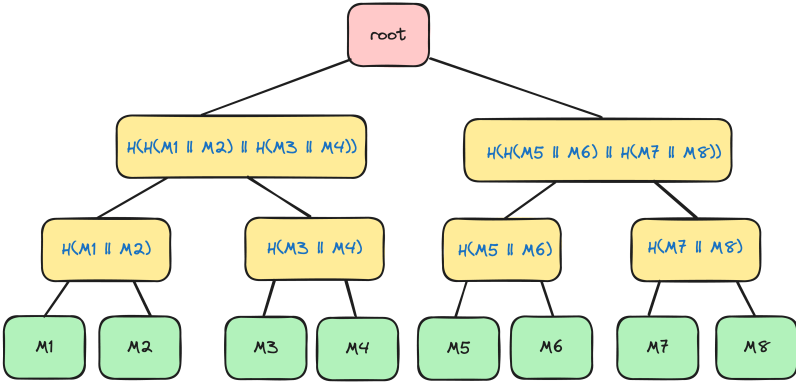 root
H(H(M1 || M2) || H(M3 || M4))
H(H(M5 || M6) || H(M7 || M8))
H(M1 || M2)
H(M3 || M4)
H(M5 || M6)
H(M7 || M8)
M1
M2
M3
M4
M5
M6
M7
M8